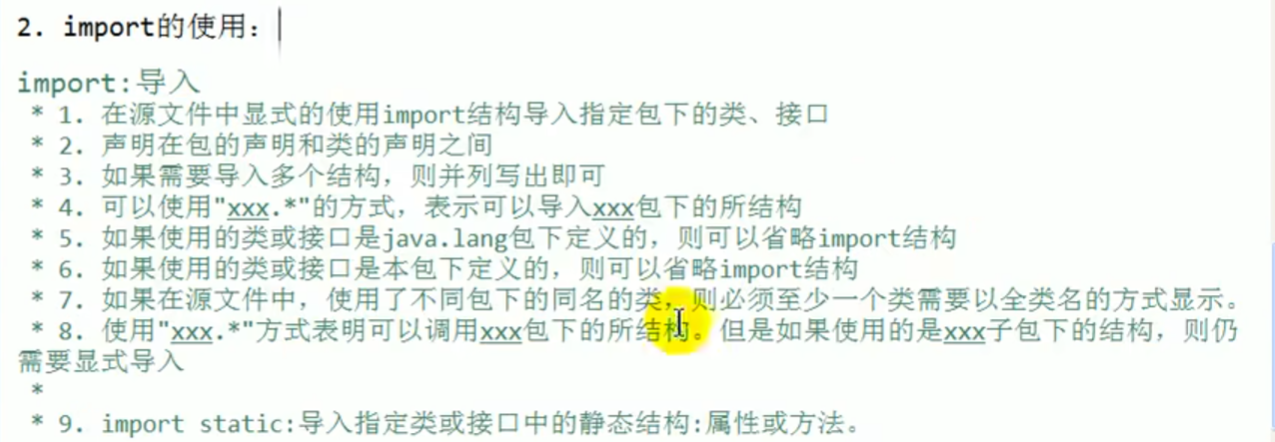 2. import的使用：
import:导入
* 1. 在源文件中显式的使用import结构导入指定包下的类、接口
* 2. 声明在包的声明和类的声明之间
* 3. 如果需要导入多个结构，则并列写出即可
* 4. 可以使用"xxx.*"的方式，表示可以导入xxx包下的所结构
* 5. 如果使用的类或接口是java.lang包下定义的，则可以省略import结构
* 6. 如果使用的类或接口是本包下定义的，则可以省略import结构
* 7. 如果在源文件中，使用了不同包下的同名的类，则必须至少一个类需要以全类名的方式显示。
* 8. 使用"xxx.*"方式表明可以调用xxx包下的所结构。但是如果使用的是xxx子包下的结构，则仍
需要显式导入
*
* 9. import static:导入指定类或接口中的静态结构:属性或方法。